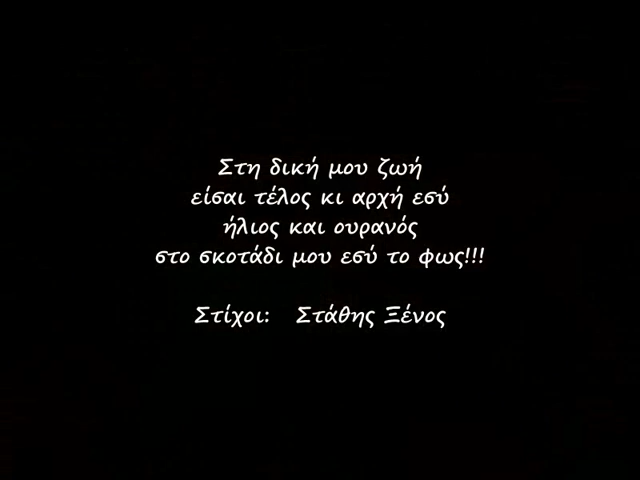 Στη δική μου ζωή
είσαι τέλος κι αρχή εσύ
ήλιος και ουρανός
στο σκοτάδι μου εσύ το φως!!!
Στίχοι: Στάθης Ξένος